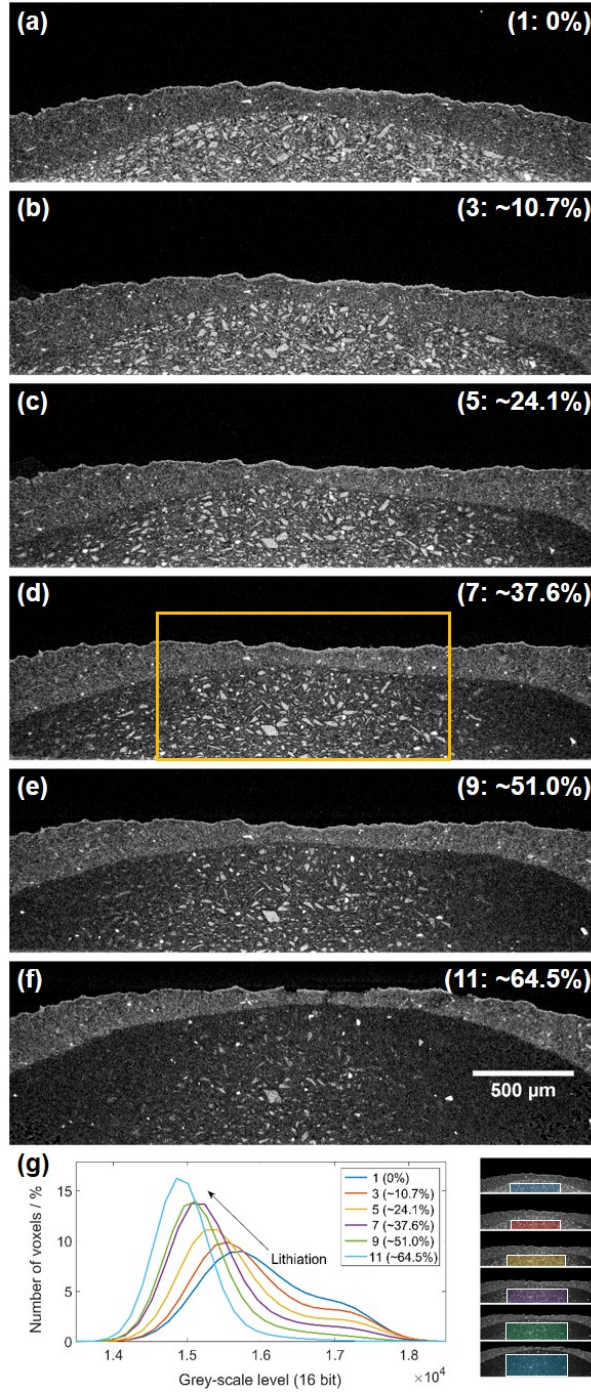 (a) (1: 0%)
(b) (3: ~10.7%)
(c) (5: ~24.1%)
(d) (7: ~37.6%)
(e) (9: ~51.0%)
(f) (11: ~64.5%)
500 μm
(g)
Number of voxels / %
15
10
5
0
1 (0%)
3 (~10.7%)
5 (~24.1%)
7 (~37.6%)
9 (~51.0%)
11 (~64.5%)
Lithiation
1.4 1.5 1.6 1.7 1.8
×10⁴
Grey-scale level (16 bit)